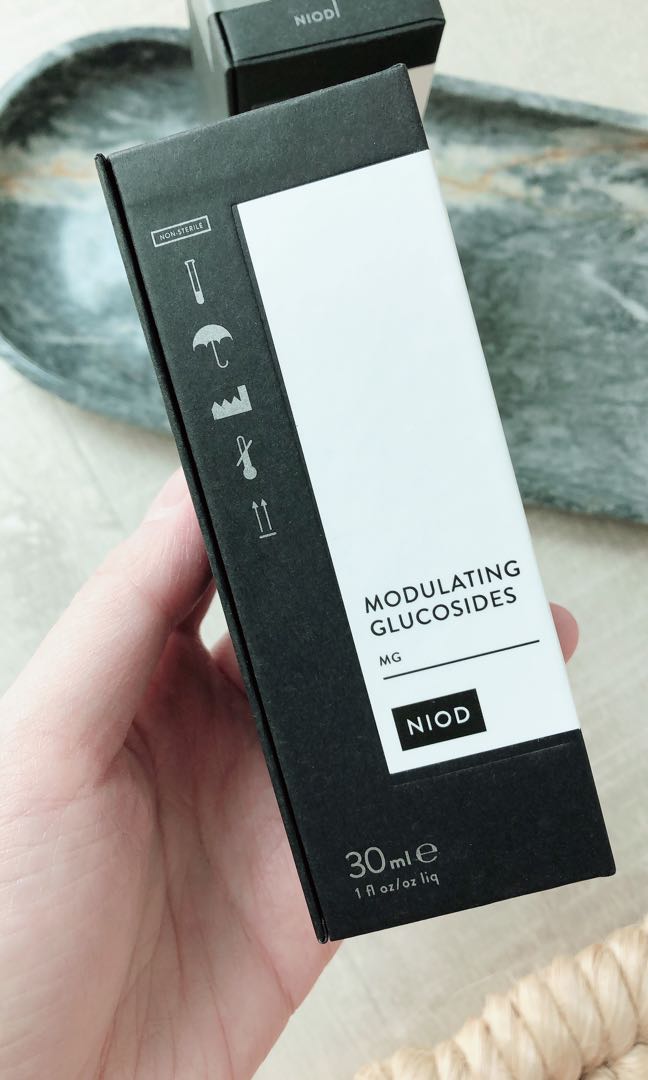 NIOD
NON-STERILE
MODULATING
GLUCOSIDES
MG
NIOD
30 ml ℮
1 fl oz/oz liq